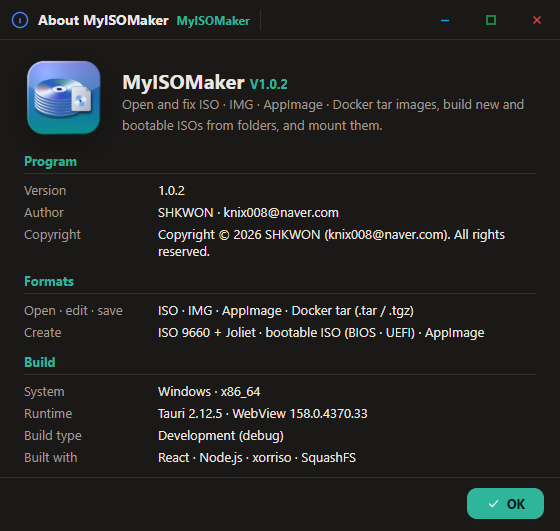 About MyISOMaker MyISOMaker
MyISOMaker V1.0.2
Open and fix ISO · IMG · AppImage · Docker tar images, build new and
bootable ISOs from folders, and mount them.
Program
Version 1.0.2
Author SHKWON · knix008@naver.com
Copyright Copyright © 2026 SHKWON (knix008@naver.com). All rights
reserved.
Formats
Open · edit · save ISO · IMG · AppImage · Docker tar (.tar / .tgz)
Create ISO 9660 + Joliet · bootable ISO (BIOS · UEFI) · AppImage
Build
System Windows · x86_64
Runtime Tauri 2.12.5 · WebView 158.0.4370.33
Build type Development (debug)
Built with React · Node.js · xorriso · SquashFS
OK